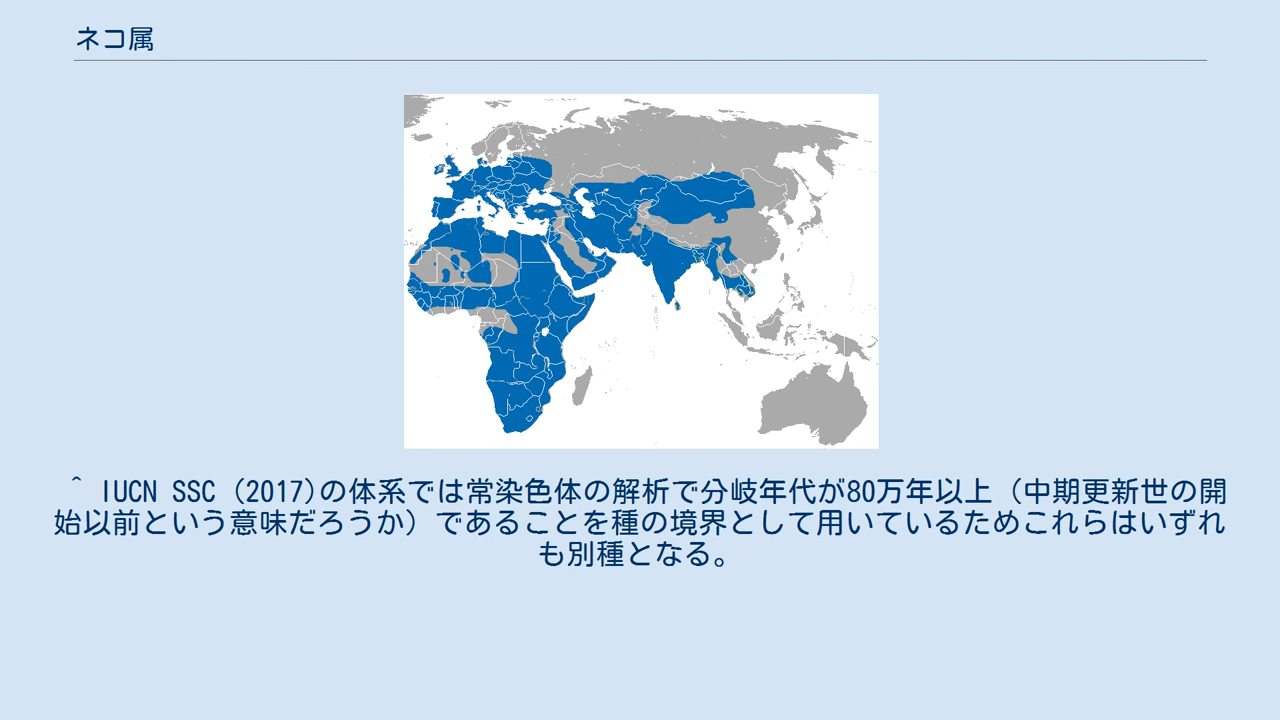 ネコ属
^ IUCN SSC (2017)の体系では常染色体の解析で分岐年代が80万年以上（中期更新世の開
始以前という意味だろうか）であることを種の境界として用いているためこれらはいずれ
も別種となる。